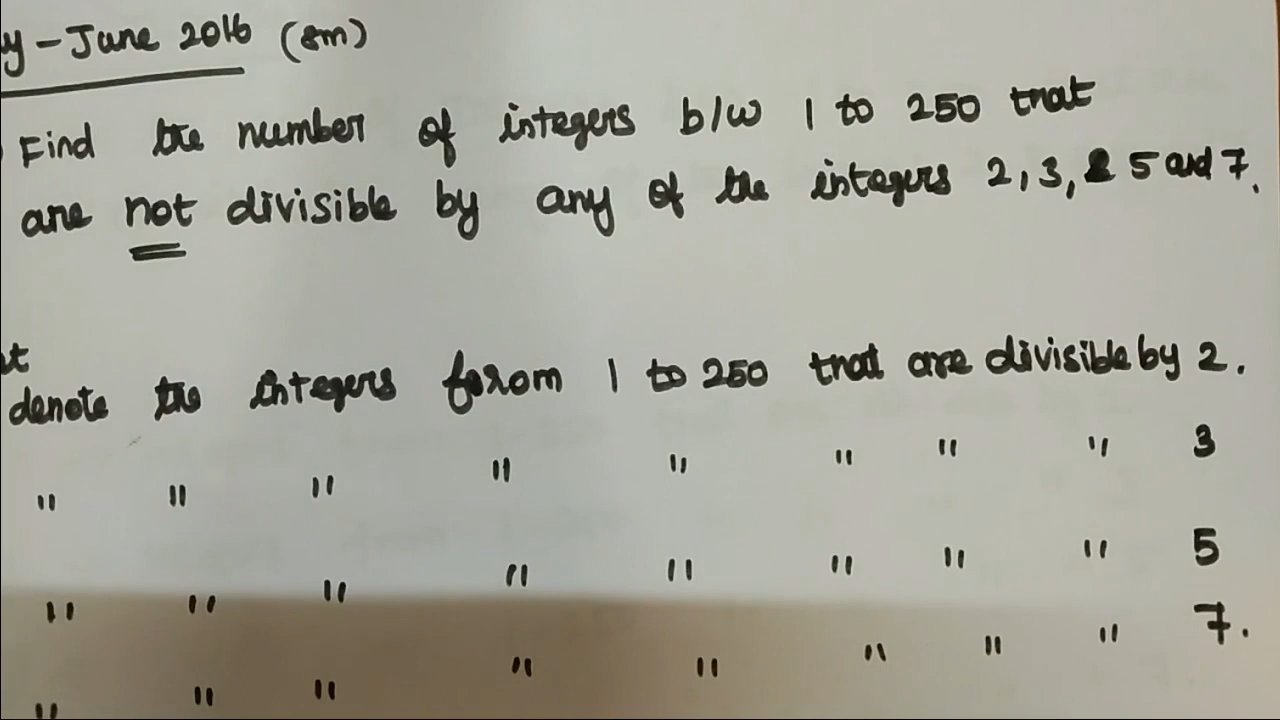 y - June 2016 (8m)
Find the number of integers b/w 1 to 250 that
are not divisible by any of the integers 2, 3, 5 and 7.
denote the integers from 1 to 250 that are divisible by 2.
" " " " " " " " 3
" " " " " " " " 5
" " " " " " " " 7.